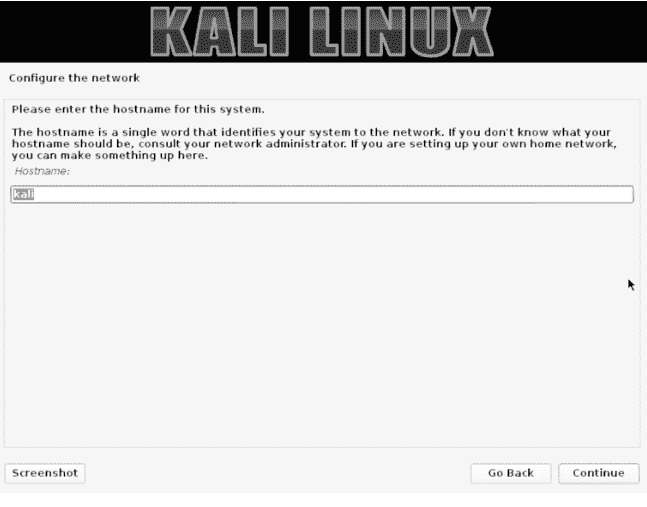 KALI LINUX
Configure the network
Please enter the hostname for this system.
The hostname is a single word that identifies your system to the network. If you don't know what your
hostname should be, consult your network administrator. If you are setting up your own home network,
you can make something up here.
Hostname:
kali
Screenshot
Go Back
Continue